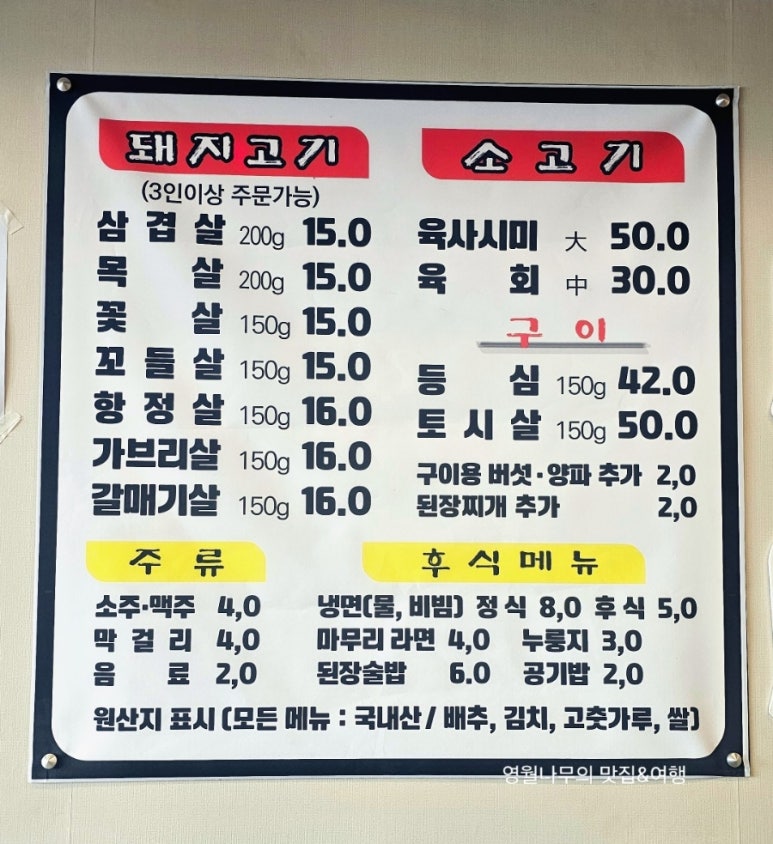 돼지고기
(3인이상 주문가능)
삼겹살 200g 15.0
목살 200g 15.0
꽃살 150g 15.0
꼬들살 150g 15.0
항정살 150g 16.0
가브리살 150g 16.0
갈매기살 150g 16.0
소고기
육사시미 大 50.0
육회 中 30.0
구이
등심 150g 42.0
토시살 150g 50.0
구이용 버섯·양파 추가 2,0
된장찌개 추가 2,0
주류
소주·맥주 4,0
막걸리 4,0
음료 2,0
후식메뉴
냉면(물, 비빔) 정식 8,0 후식 5,0
마무리 라면 4,0 누룽지 3,0
된장술밥 6.0 공기밥 2,0
원산지 표시 (모든 메뉴 : 국내산 / 배추, 김치, 고춧가루, 쌀)
영월나무의 맛집&여행